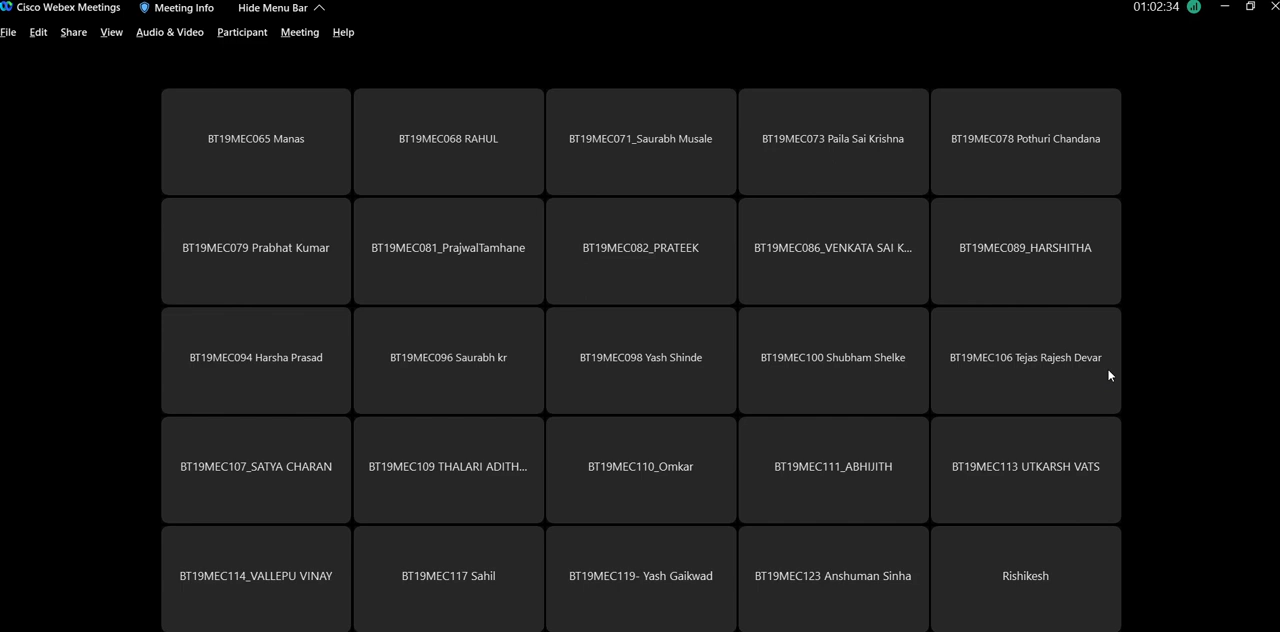 Cisco Webex Meetings Meeting Info Hide Menu Bar 01:02:34
File Edit Share View Audio & Video Participant Meeting Help
BT19MEC065 Manas BT19MEC068 RAHUL BT19MEC071_Saurabh Musale BT19MEC073 Paila Sai Krishna BT19MEC078 Pothuri Chandana
BT19MEC079 Prabhat Kumar BT19MEC081_PrajwalTamhane BT19MEC082_PRATEEK BT19MEC086_VENKATA SAI K... BT19MEC089_HARSHITHA
BT19MEC094 Harsha Prasad BT19MEC096 Saurabh kr BT19MEC098 Yash Shinde BT19MEC100 Shubham Shelke BT19MEC106 Tejas Rajesh Devar
BT19MEC107_SATYA CHARAN BT19MEC109 THALARI ADITH... BT19MEC110_Omkar BT19MEC111_ABHIJITH BT19MEC113 UTKARSH VATS
BT19MEC114_VALLEPU VINAY BT19MEC117 Sahil BT19MEC119- Yash Gaikwad BT19MEC123 Anshuman Sinha Rishikesh